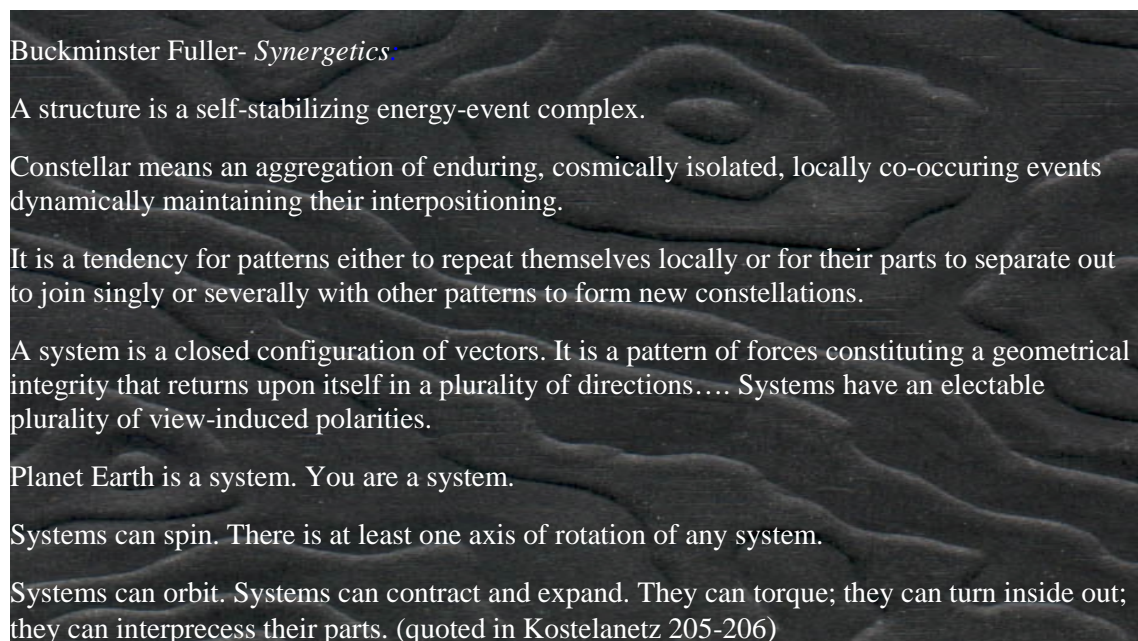 Buckminster Fuller- Synergetics:
A structure is a self-stabilizing energy-event complex.
Constellar means an aggregation of enduring, cosmically isolated, locally co-occuring events
dynamically maintaining their interpositioning.
It is a tendency for patterns either to repeat themselves locally or for their parts to separate out
to join singly or severally with other patterns to form new constellations.
A system is a closed configuration of vectors. It is a pattern of forces constituting a geometrical
integrity that returns upon itself in a plurality of directions…. Systems have an electable
plurality of view-induced polarities.
Planet Earth is a system. You are a system.
Systems can spin. There is at least one axis of rotation of any system.
Systems can orbit. Systems can contract and expand. They can torque; they can turn inside out;
they can interprecess their parts. (quoted in Kostelanetz 205-206)